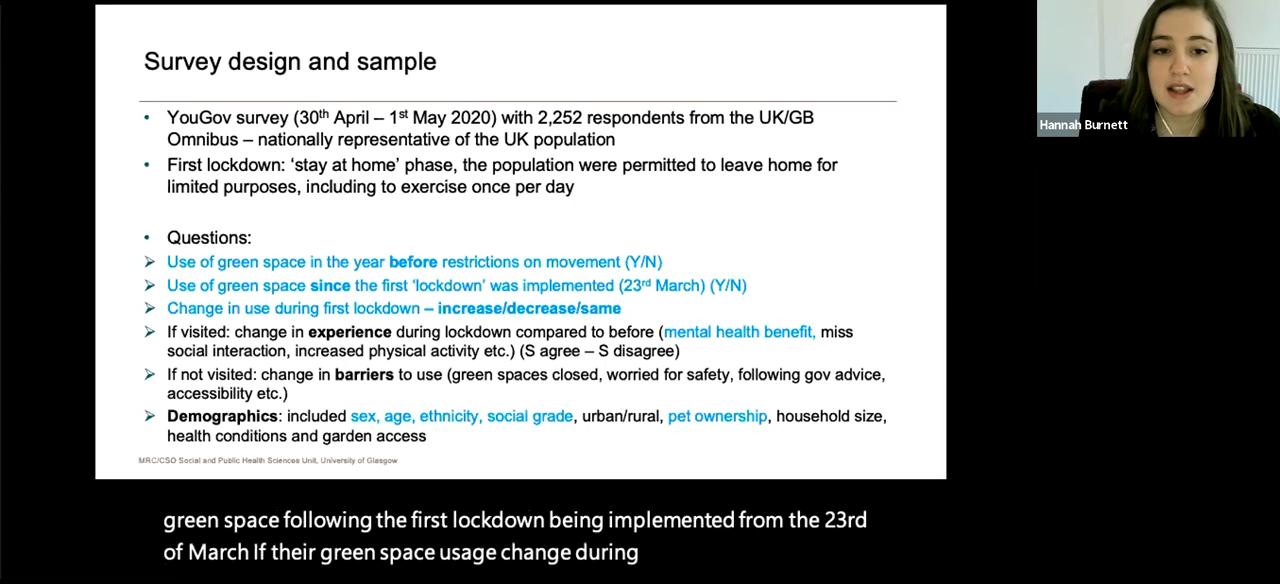 Survey design and sample
• YouGov survey (30th April – 1st May 2020) with 2,252 respondents from the UK/GB
Omnibus – nationally representative of the UK population
• First lockdown: ‘stay at home’ phase, the population were permitted to leave home for
limited purposes, including to exercise once per day
• Questions:
➢ Use of green space in the year before restrictions on movement (Y/N)
➢ Use of green space since the first ‘lockdown’ was implemented (23rd March) (Y/N)
➢ Change in use during first lockdown – increase/decrease/same
➢ If visited: change in experience during lockdown compared to before (mental health benefit, miss
social interaction, increased physical activity etc.) (S agree – S disagree)
➢ If not visited: change in barriers to use (green spaces closed, worried for safety, following gov advice,
accessibility etc.)
➢ Demographics: included sex, age, ethnicity, social grade, urban/rural, pet ownership, household size,
health conditions and garden access
MRC/CSO Social and Public Health Sciences Unit, University of Glasgow
Hannah Burnett
green space following the first lockdown being implemented from the 23rd
of March If their green space usage change during